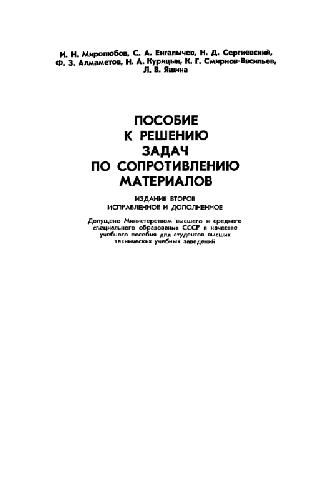 И. Н. Миролюбов, С. А. Енгалычев, Н. Д. Сергиевский,
Ф. З. Алмаметов, Н. А. Курицын, К. Г. Смирнов-Васильев,
Л. В. Яшина
ПОСОБИЕ
К РЕШЕНИЮ
ЗАДАЧ
ПО СОПРОТИВЛЕНИЮ
МАТЕРИАЛОВ
ИЗДАНИЕ ВТОРОЕ
ИСПРАВЛЕННОЕ И ДОПОЛНЕННОЕ
Допущено Министерством высшего и среднего
специального образования СССР в качестве
учебного пособия для студентов высших
технических учебных заведений